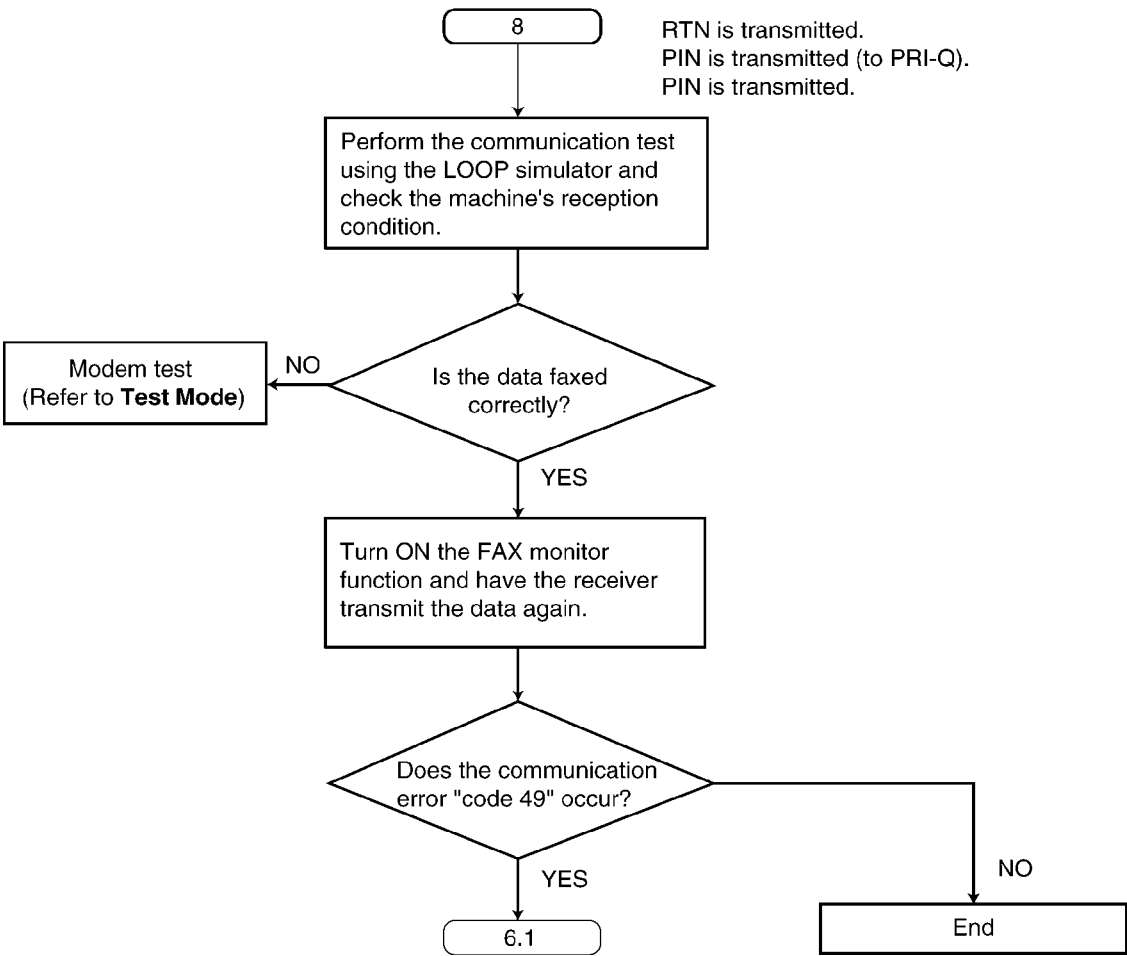 8
RTN is transmitted.
PIN is transmitted (to PRI-Q).
PIN is transmitted.
Perform the communication test
using the LOOP simulator and
check the machine's reception
condition.
Modem test
(Refer to Test Mode)
NO
Is the data faxed
correctly?
YES
Turn ON the FAX monitor
function and have the receiver
transmit the data again.
Does the communication
error "code 49" occur?
YES
NO
6.1
End